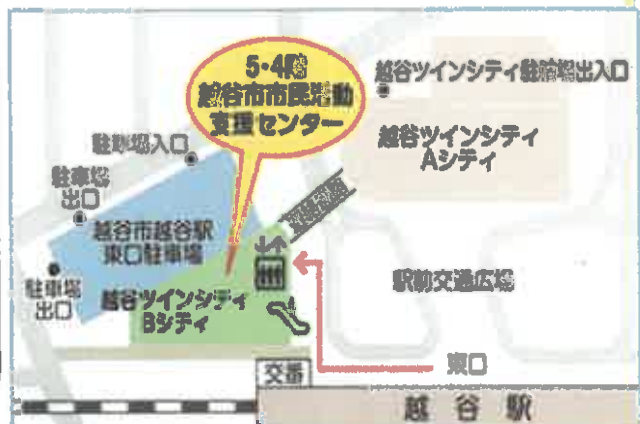 5・4階
越谷市市民活動
支援センター
越谷ツインシティ駐輪場出入口
越谷ツインシティ
Aシティ
駐車場入口
駐車場
出口
越谷市越谷駅
東口駐車場
駐車場
出口
越谷ツインシティ
Bシティ
駅前交通広場
交番
東口
越谷駅